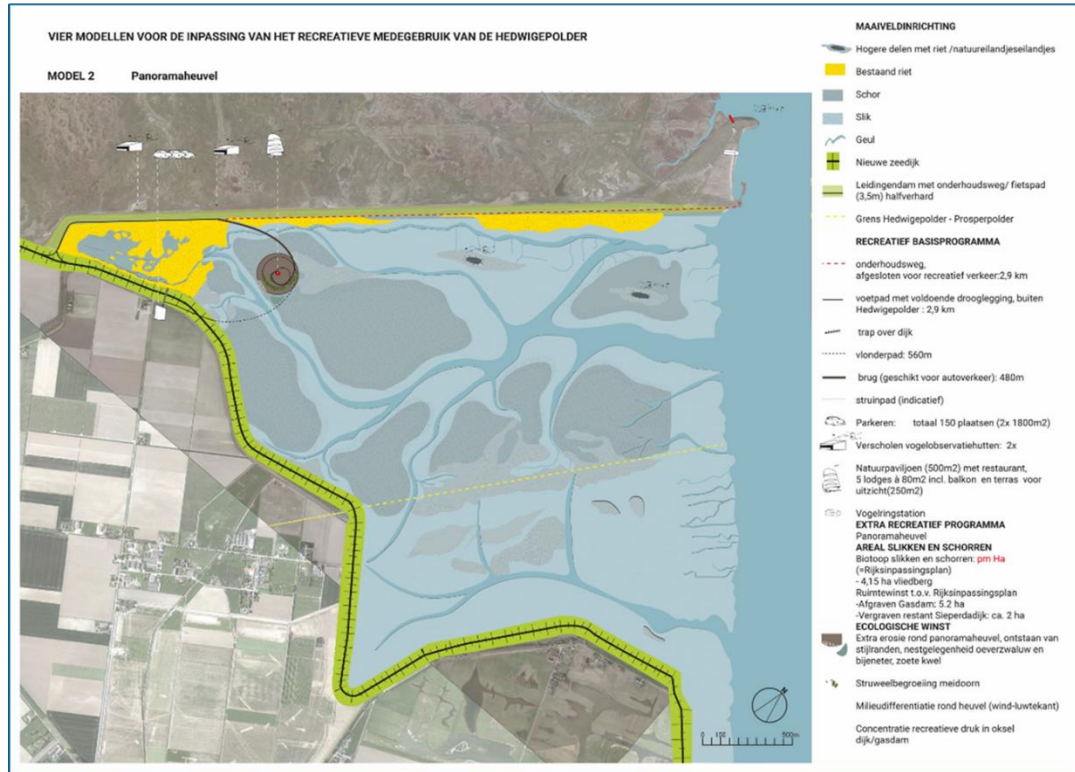 VIER MODELLEN VOOR DE INPASSING VAN HET RECREATIEVE MEDEGEBRUIK VAN DE HEDWIGEPOLDER
MODEL 2 Panoramaheuvel
MAAIVELDINRICHTING
Hogere delen met riet /natuureilandjeseilandjes
Bestaand riet
Schor
Slik
Geul
Nieuwe zeedijk
Leidingendam met onderhoudsweg/ fietspad
(3,5m) halfverhard
Grens Hedwigepolder - Prosperpolder
RECREATIEF BASISPROGRAMMA
onderhoudsweg,
afgesloten voor recreatief verkeer:2,9 km
voetpad met voldoende drooglegging, buiten
Hedwigepolder : 2,9 km
trap over dijk
vlonderpad: 560m
brug (geschikt voor autoverkeer): 480m
struinpad (indicatief)
Parkeren: totaal 150 plaatsen (2x 1800m2)
Verscholen vogelobservatiehutten: 2x
Natuurpaviljoen (500m2) met restaurant,
5 lodges à 80m2 incl. balkon en terras voor
uitzicht(250m2)
Vogelringstation
EXTRA RECREATIEF PROGRAMMA
Panoramaheuvel
AREAL SLIKKEN EN SCHORREN
Biotoop slikken en schorren: pm Ha
(=Rijksinpassingsplan)
- 4,15 ha vliedberg
Ruimtewinst t.o.v. Rijksinpassingsplan
-Afgraven Gasdam: 5.2 ha
-Vergraven restant Sieperdadijk: ca. 2 ha
ECOLOGISCHE WINST
Extra erosie rond panoramaheuvel, ontstaan van
stijlranden, nestgelegenheid oeverzwaluw en
bijeneter, zoete kwel
Struweelbegroeiing meidoorn
Milieudifferentiatie rond heuvel (wind-luwtekant)
Concentratie recreatieve druk in oksel
dijk/gasdam
0 100 500m